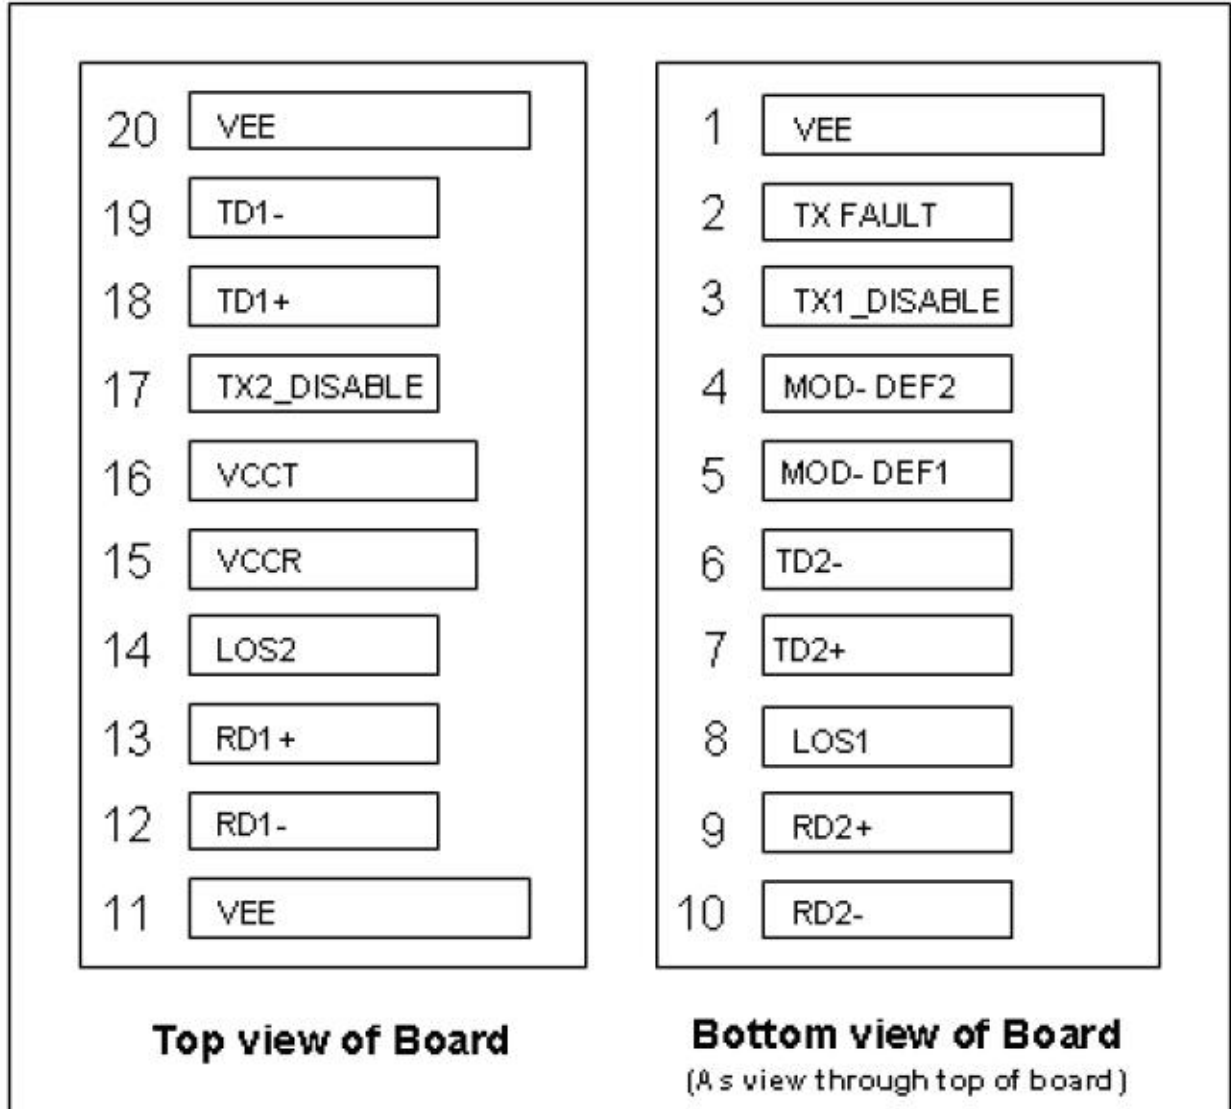 20 VEE
19 TD1-
18 TD1+
17 TX2_DISABLE
16 VCCT
15 VCCR
14 LOS2
13 RD1+
12 RD1-
11 VEE
Top view of Board
1 VEE
2 TX FAULT
3 TX1_DISABLE
4 MOD- DEF2
5 MOD- DEF1
6 TD2-
7 TD2+
8 LOS1
9 RD2+
10 RD2-
Bottom view of Board
(As view through top of board)